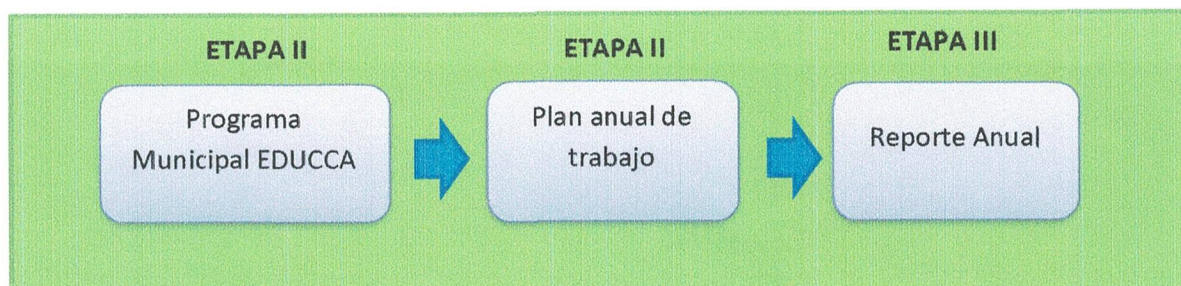 ETAPA II
Programa
Municipal EDUCCA
ETAPA II
Plan anual de
trabajo
ETAPA III
Reporte Anual